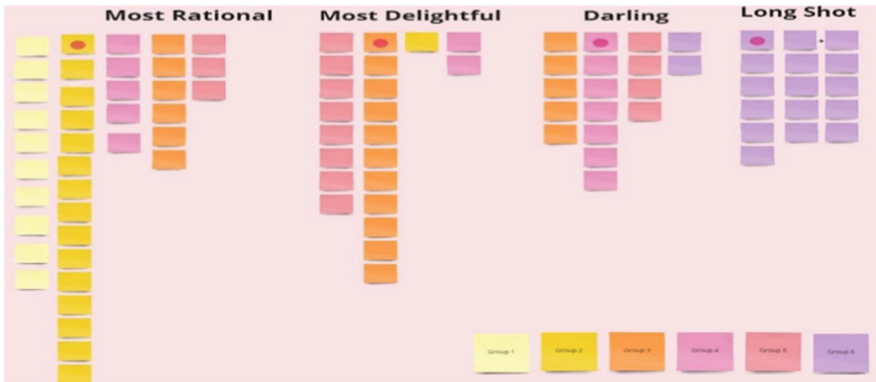 Most Rational
Most Delightful
Darling
Long Shot
Group 1
Group 2
Group 3
Group 4
Group 5
Group 6